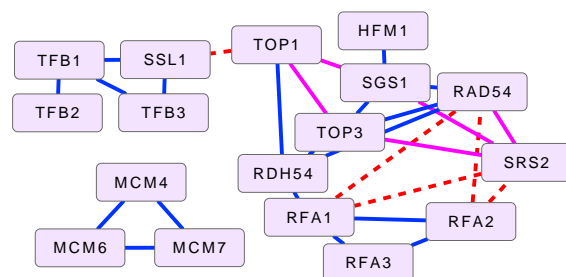 HFM1
TOP1
TFB1 SSL1
SGS1
RAD54
TFB2 TFB3
TOP3
SRS2
RDH54
MCM4
RFA1 RFA2
MCM6 MCM7
RFA3